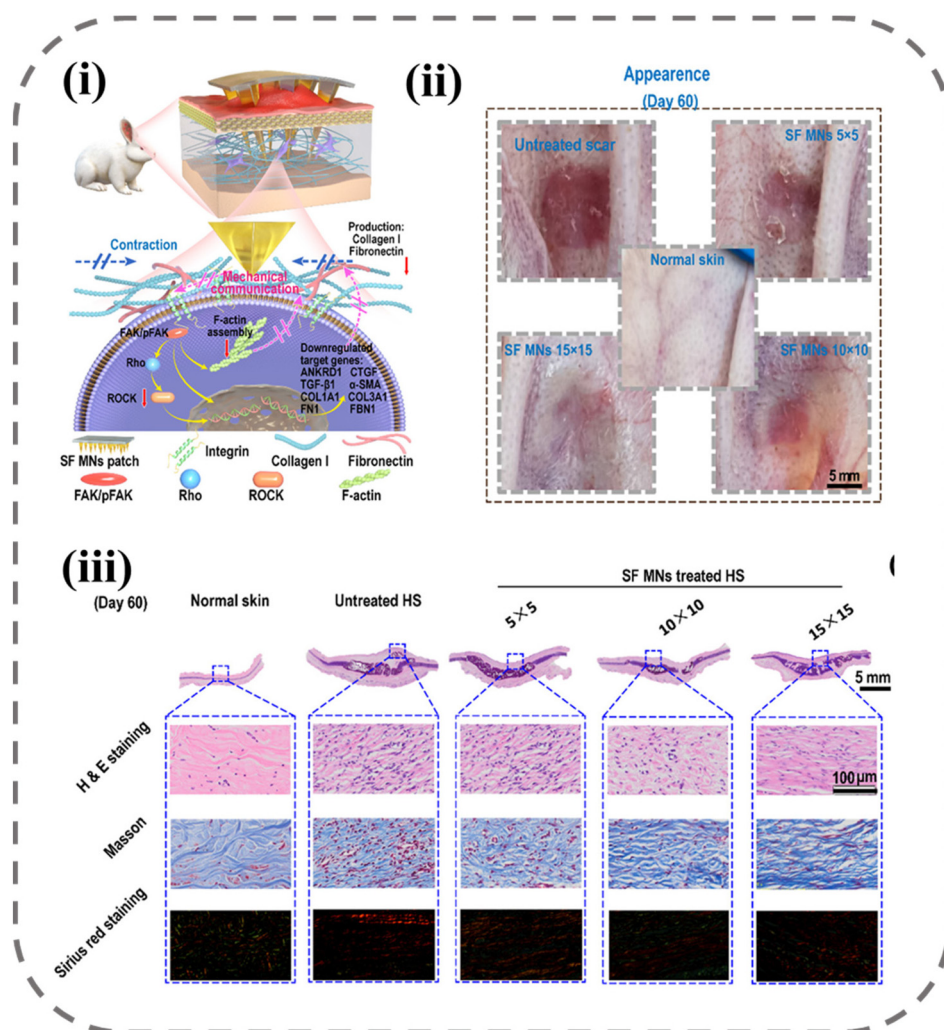 (i)
Contraction
Production:
Collagen I
Fibronectin
Mechanical
communication
FAK/pFAK
F-actin
assembly
Rho
ROCK
Downregulated
target genes:
ANKRD1 CTGF
TGF-β1 α-SMA
COL1A1 COL3A1
FN1 FBN1
SF MNs patch
Integrin
Collagen I
Fibronectin
FAK/pFAK
Rho
ROCK
F-actin
(ii)
Appearence
(Day 60)
Untreated scar
SF MNs 5×5
Normal skin
SF MNs 15×15
SF MNs 10×10
5 mm
(iii)
(Day 60)
Normal skin
Untreated HS
SF MNs treated HS
5×5
10×10
15×15
5 mm
H & E staining
100 μm
Masson
Sirius red staining